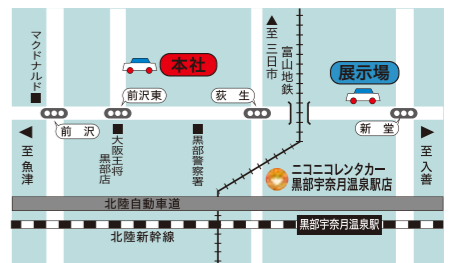 マクドナルド
本社
▲至 三日市
富山地鉄
展示場
前沢東
荻生
前沢
新堂
◀至魚津
大阪王将
黒部店
黒部警察署
▶至入善
ニコニコレンタカー
黒部宇奈月温泉駅店
北陸自動車道
黒部宇奈月温泉駅
北陸新幹線